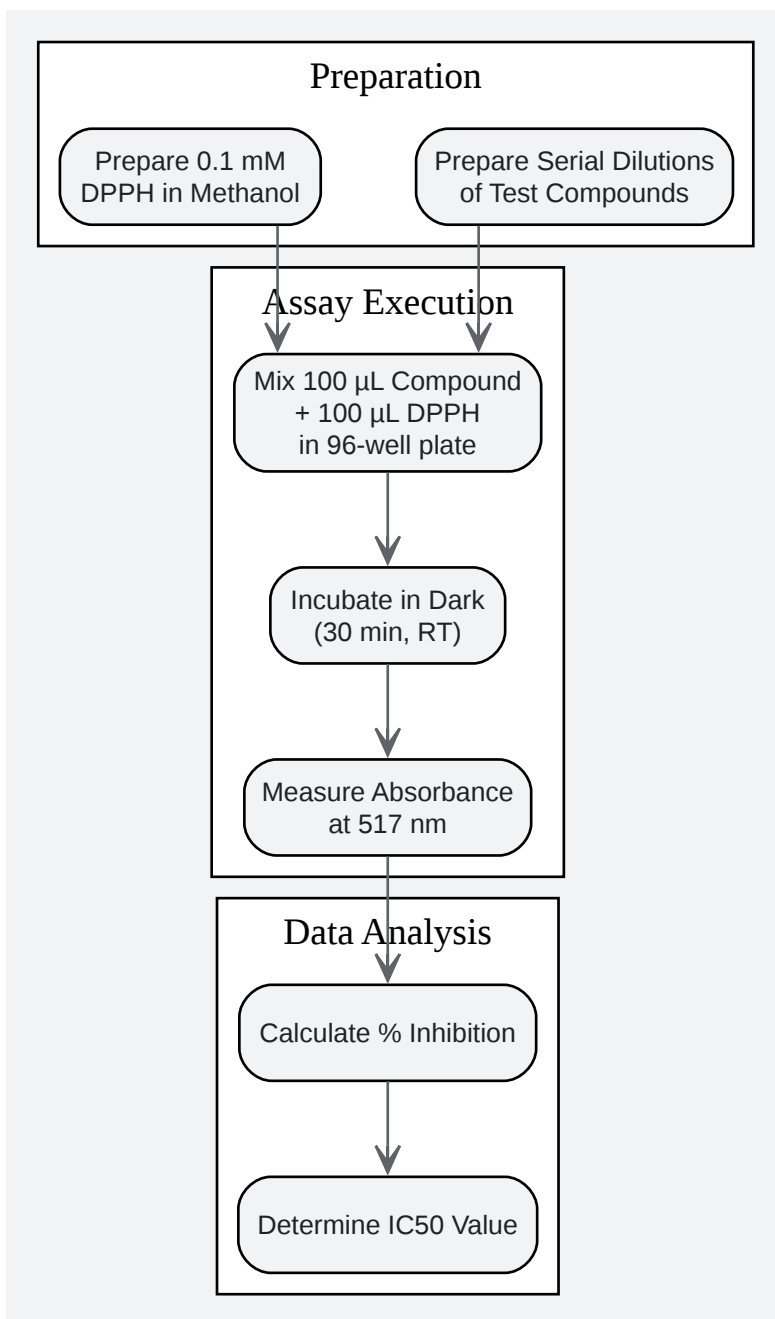 Preparation
Prepare 0.1 mM
DPPH in Methanol
Prepare Serial Dilutions
of Test Compounds
Assay Execution
Mix 100 µL Compound
+ 100 µL DPPH
in 96-well plate
Incubate in Dark
(30 min, RT)
Measure Absorbance
at 517 nm
Data Analysis
Calculate % Inhibition
Determine IC50 Value